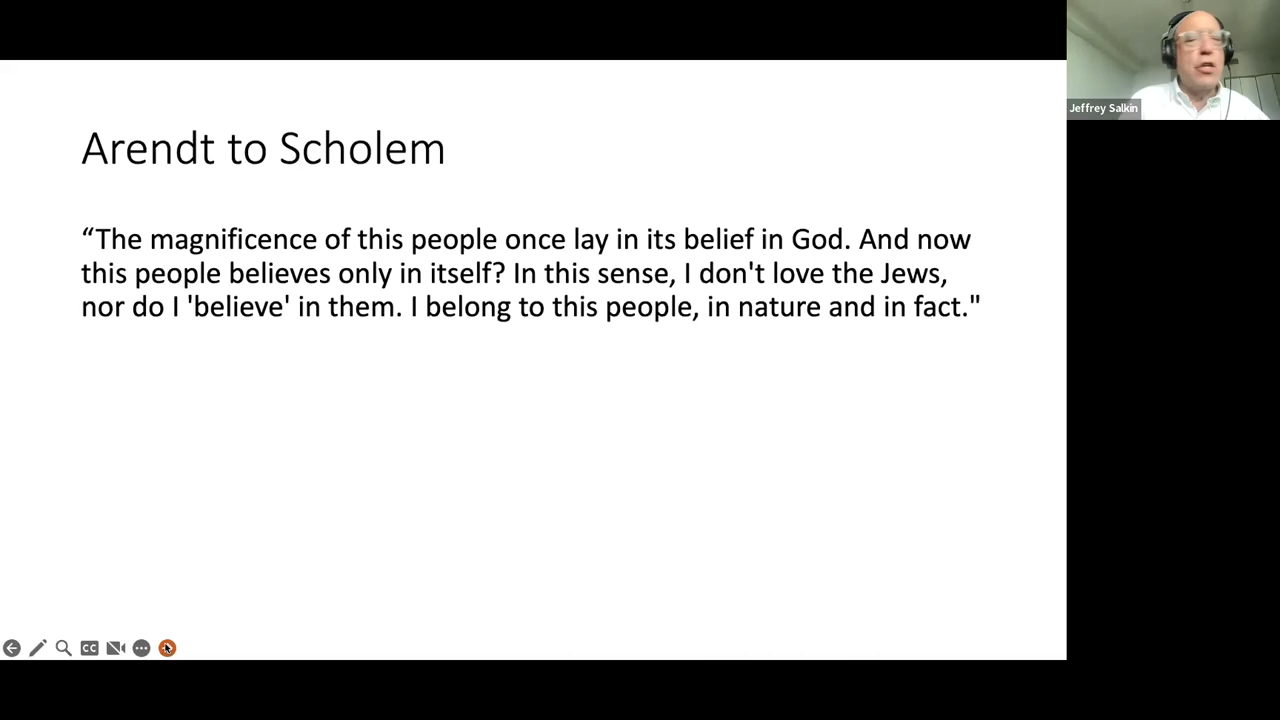 Jeffrey Salkin
Arendt to Scholem
“The magnificence of this people once lay in its belief in God. And now
this people believes only in itself? In this sense, I don't love the Jews,
nor do I 'believe' in them. I belong to this people, in nature and in fact."
CC